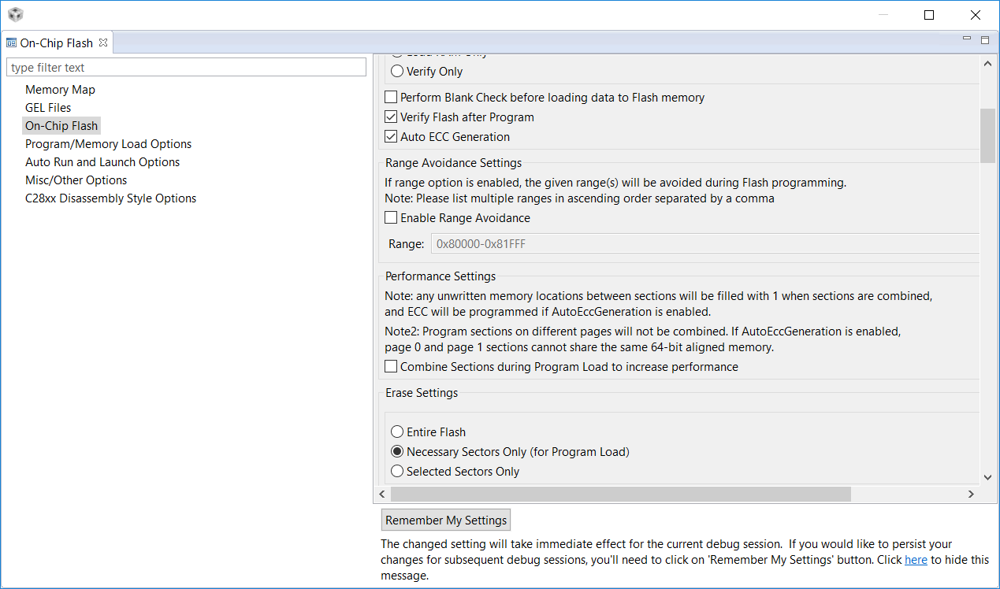 On-Chip Flash
type filter text
Memory Map
GEL Files
On-Chip Flash
Program/Memory Load Options
Auto Run and Launch Options
Misc/Other Options
C28xx Disassembly Style Options
Verify Only
Perform Blank Check before loading data to Flash memory
Verify Flash after Program
Auto ECC Generation
Range Avoidance Settings
If range option is enabled, the given range(s) will be avoided during Flash programming.
Note: Please list multiple ranges in ascending order separated by a comma
Enable Range Avoidance
Range: 0x80000-0x81FFF
Performance Settings
Note: any unwritten memory locations between sections will be filled with 1 when sections are combined,
and ECC will be programmed if AutoEccGeneration is enabled.
Note2: Program sections on different pages will not be combined. If AutoEccGeneration is enabled,
page 0 and page 1 sections cannot share the same 64-bit aligned memory.
Combine Sections during Program Load to increase performance
Erase Settings
Entire Flash
Necessary Sectors Only (for Program Load)
Selected Sectors Only
Remember My Settings
The changed setting will take immediate effect for the current debug session.  If you would like to persist your
changes for subsequent debug sessions, you'll need to click on 'Remember My Settings' button. Click here to hide this
message.